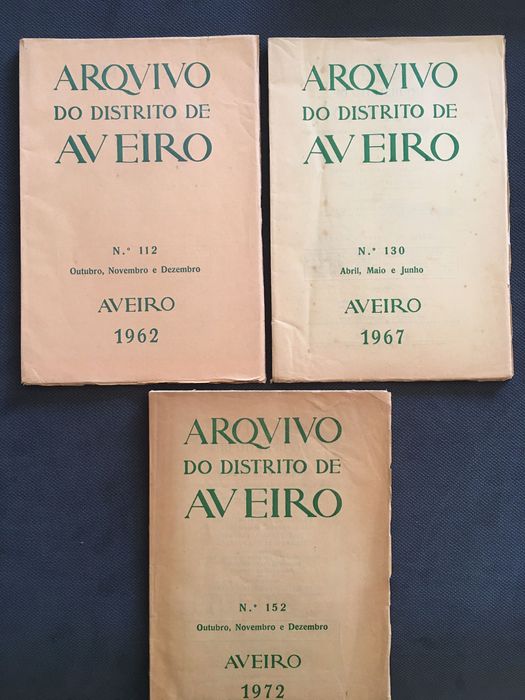 ARQVIVO
DO DISTRITO DE
AVEIRO
N.º 112
Outubro, Novembro e Dezembro
AVEIRO
1962
ARQVIVO
DO DISTRITO DE
AVEIRO
N.º 130
Abril, Maio e Junho
AVEIRO
1967
ARQVIVO
DO DISTRITO DE
AVEIRO
N.º 152
Outubro, Novembro e Dezembro
AVEIRO
1972